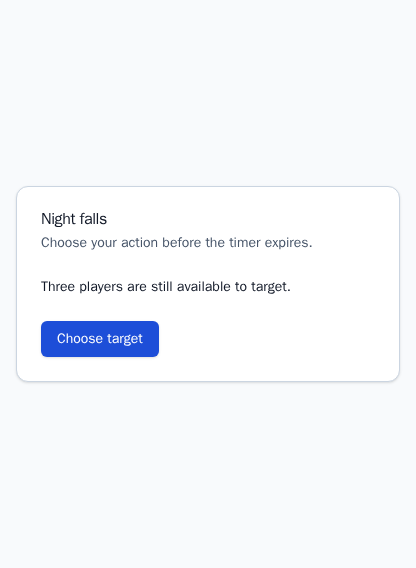 Night falls
Choose your action before the timer expires.
Three players are still available to target.
Choose target